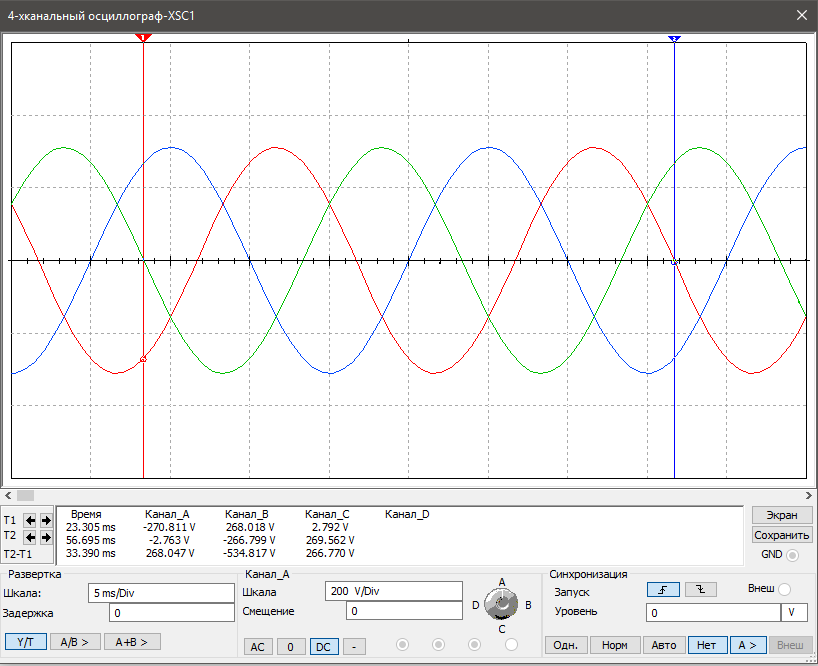 4-хканальный осциллограф-XSC1
Время Канал_A Канал_B Канал_C Канал_D
T1 23.305 ms -270.811 V 268.018 V 2.792 V
T2 56.695 ms -2.763 V -266.799 V 269.562 V
T2-T1 33.390 ms 268.047 V -534.817 V 266.770 V
Экран
Сохранить
GND
Развертка
Шкала: 5 ms/Div
Задержка 0
Y/T A/B > A+B >
Канал_A
Шкала 200 V/Div
Смещение 0
AC 0 DC -
A
D B
C
Синхронизация
Запуск Внеш
Уровень 0 V
Одн. Норм Авто Нет A > Внеш